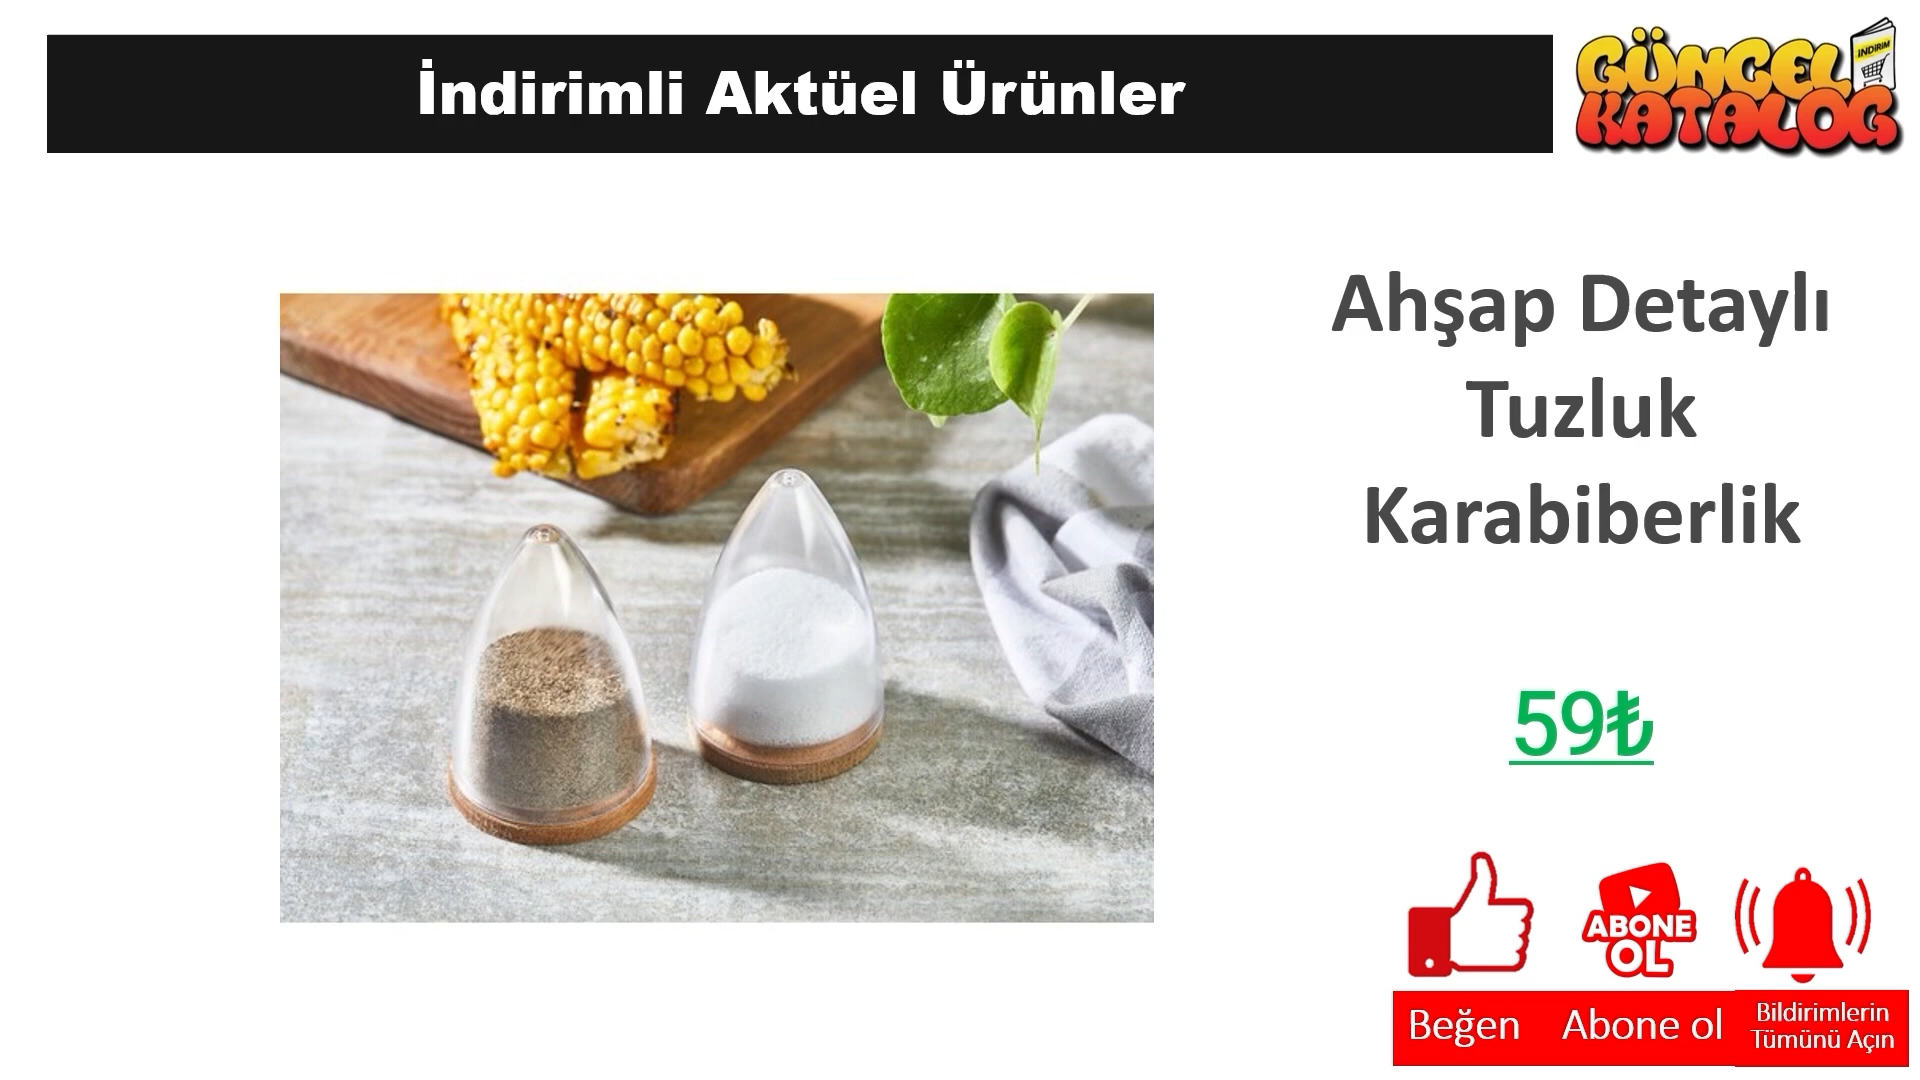 İndirimli Aktüel Ürünler
GÜNCEL
KATALOG
İNDİRİM
Ahşap Detaylı
Tuzluk
Karabiberlik
59₺
ABONE
OL
Beğen
Abone ol
Bildirimlerin
Tümünü Açın